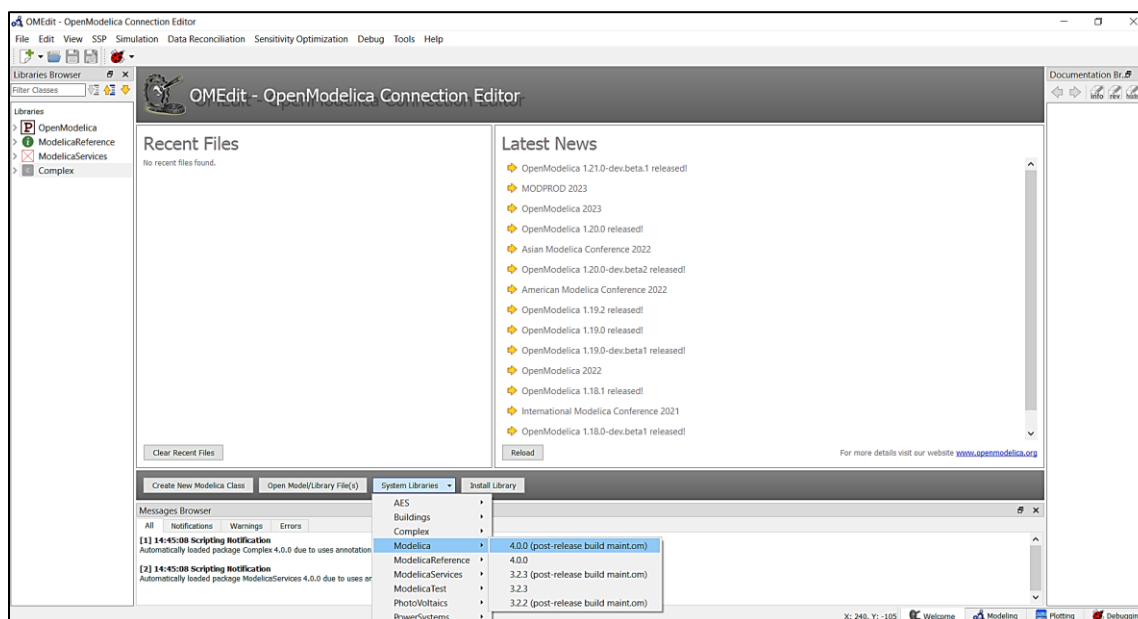 OMEdit - OpenModelica Connection Editor
File Edit View SSP Simulation Data Reconciliation Sensitivity Optimization Debug Tools Help
Libraries Browser
Filter Classes
Libraries
OpenModelica
ModelicaReference
ModelicaServices
Complex
OMEdit - OpenModelica Connection Editor
Recent Files
No recent files found.
Clear Recent Files
Latest News
OpenModelica 1.21.0-dev.beta.1 released!
MODPROD 2023
OpenModelica 2023
OpenModelica 1.20.0 released!
Asian Modelica Conference 2022
OpenModelica 1.20.0-dev.beta2 released!
American Modelica Conference 2022
OpenModelica 1.19.2 released!
OpenModelica 1.19.0 released!
OpenModelica 1.19.0-dev.beta1 released!
OpenModelica 2022
OpenModelica 1.18.1 released!
International Modelica Conference 2021
OpenModelica 1.18.0-dev.beta1 released!
Reload
For more details visit our website www.openmodelica.org
Documentation Br..
info rev
Create New Modelica Class Open Model/Library File(s) System Libraries Install Library
Messages Browser
All Notifications Warnings Errors
[1] 14:45:08 Scripting Notification
Automatically loaded package Complex 4.0.0 due to uses annotation
[2] 14:45:08 Scripting Notification
Automatically loaded package ModelicaServices 4.0.0 due to uses ar
AES
Buildings
Complex
Modelica
ModelicaReference
ModelicaServices
ModelicaTest
PhotoVoltaics
PowerSystems
4.0.0 (post-release build maint.om)
4.0.0
3.2.3 (post-release build maint.om)
3.2.3
3.2.2 (post-release build maint.om)
X: 240, Y: -105 Welcome Modeling Plotting Debuggin